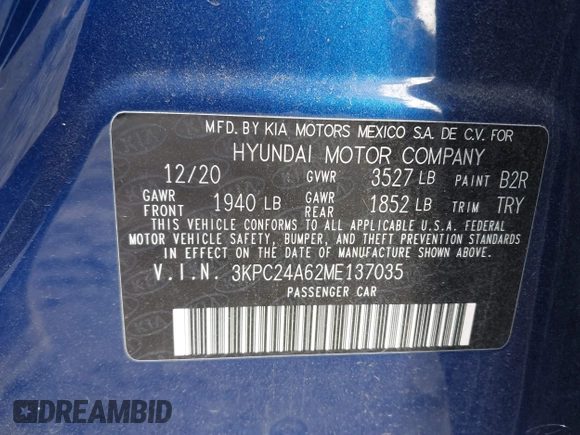 MFD. BY KIA MOTORS MEXICO S.A. DE C.V. FOR
HYUNDAI MOTOR COMPANY
12/20 GVWR 3527 LB PAINT B2R
GAWR FRONT 1940 LB GAWR REAR 1852 LB TRIM TRY
THIS VEHICLE CONFORMS TO ALL APPLICABLE U.S.A. FEDERAL
MOTOR VEHICLE SAFETY, BUMPER, AND THEFT PREVENTION STANDARDS
IN EFFECT ON THE DATE OF MANUFACTURE SHOWN ABOVE.
V.I.N. 3KPC24A62ME137035
PASSENGER CAR
DREAMBID